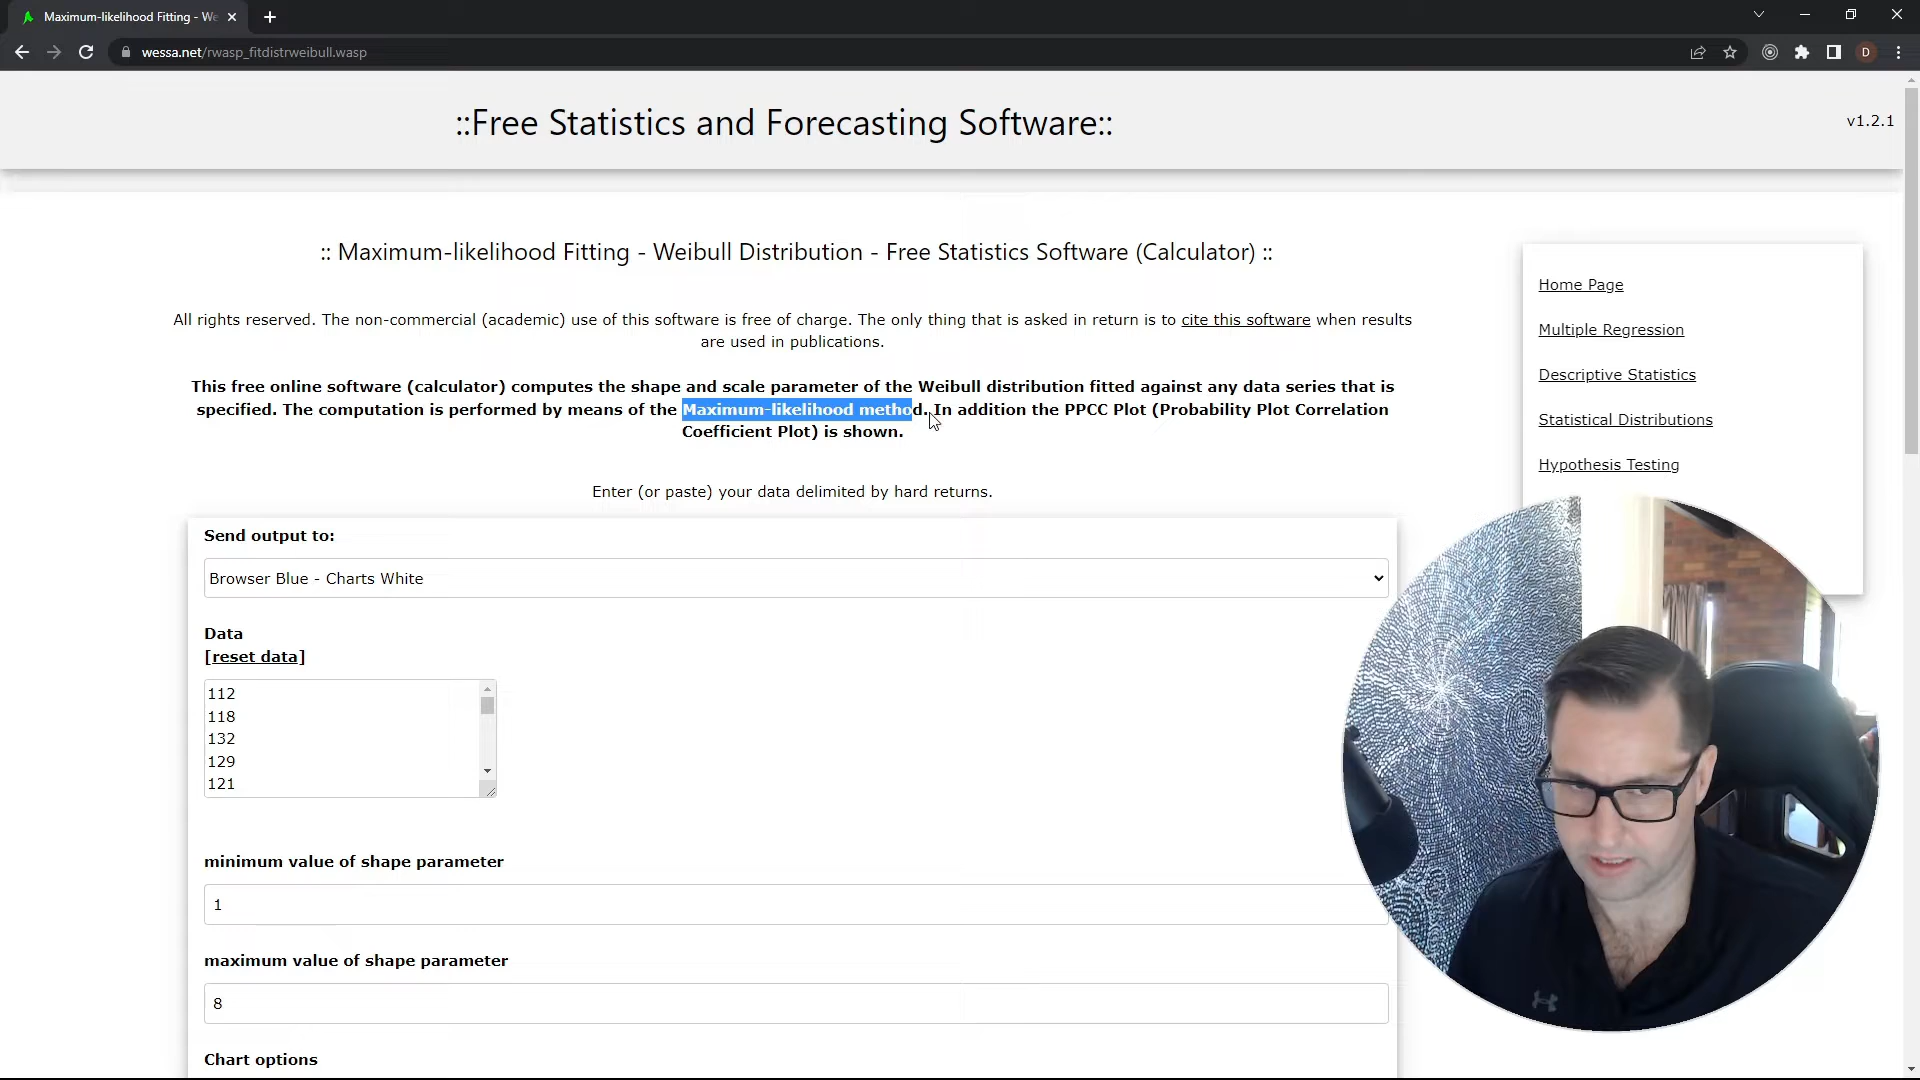 Maximum-likelihood Fitting - We
wessa.net/rwasp_fitdistrweibull.wasp
D
::Free Statistics and Forecasting Software::
v1.2.1
:: Maximum-likelihood Fitting - Weibull Distribution - Free Statistics Software (Calculator) ::
All rights reserved. The non-commercial (academic) use of this software is free of charge. The only thing that is asked in return is to cite this software when results
are used in publications.
This free online software (calculator) computes the shape and scale parameter of the Weibull distribution fitted against any data series that is
specified. The computation is performed by means of the Maximum-likelihood method. In addition the PPCC Plot (Probability Plot Correlation
Coefficient Plot) is shown.
Enter (or paste) your data delimited by hard returns.
Send output to:
Browser Blue - Charts White
Data
[reset data]
112
118
132
129
121
minimum value of shape parameter
1
maximum value of shape parameter
8
Chart options
Home Page
Multiple Regression
Descriptive Statistics
Statistical Distributions
Hypothesis Testing